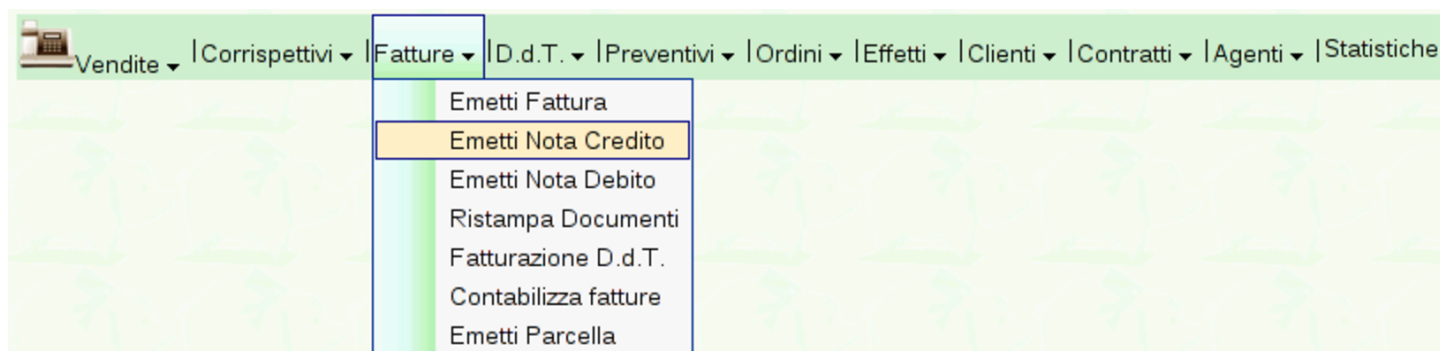 Vendite |Corrispettivi |Fatture |D.d.T. |Preventivi |Ordini |Effetti |Clienti |Contratti |Agenti |Statistiche
Emetti Fattura
Emetti Nota Credito
Emetti Nota Debito
Ristampa Documenti
Fatturazione D.d.T.
Contabilizza fatture
Emetti Parcella